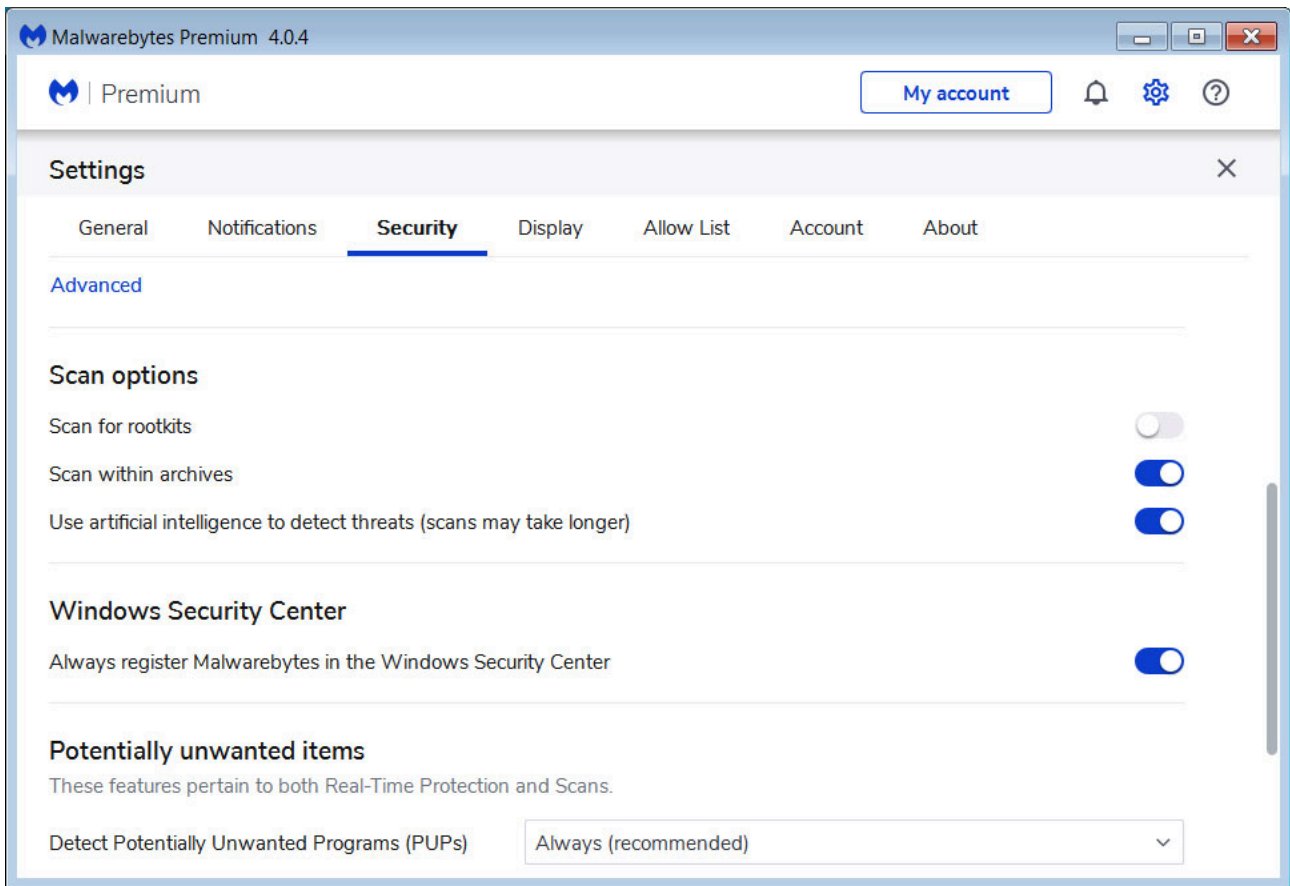 Malwarebytes Premium 4.0.4
Premium
My account
Settings
General Notifications Security Display Allow List Account About
Advanced
Scan options
Scan for rootkits
Scan within archives
Use artificial intelligence to detect threats (scans may take longer)
Windows Security Center
Always register Malwarebytes in the Windows Security Center
Potentially unwanted items
These features pertain to both Real-Time Protection and Scans.
Detect Potentially Unwanted Programs (PUPs) Always (recommended)